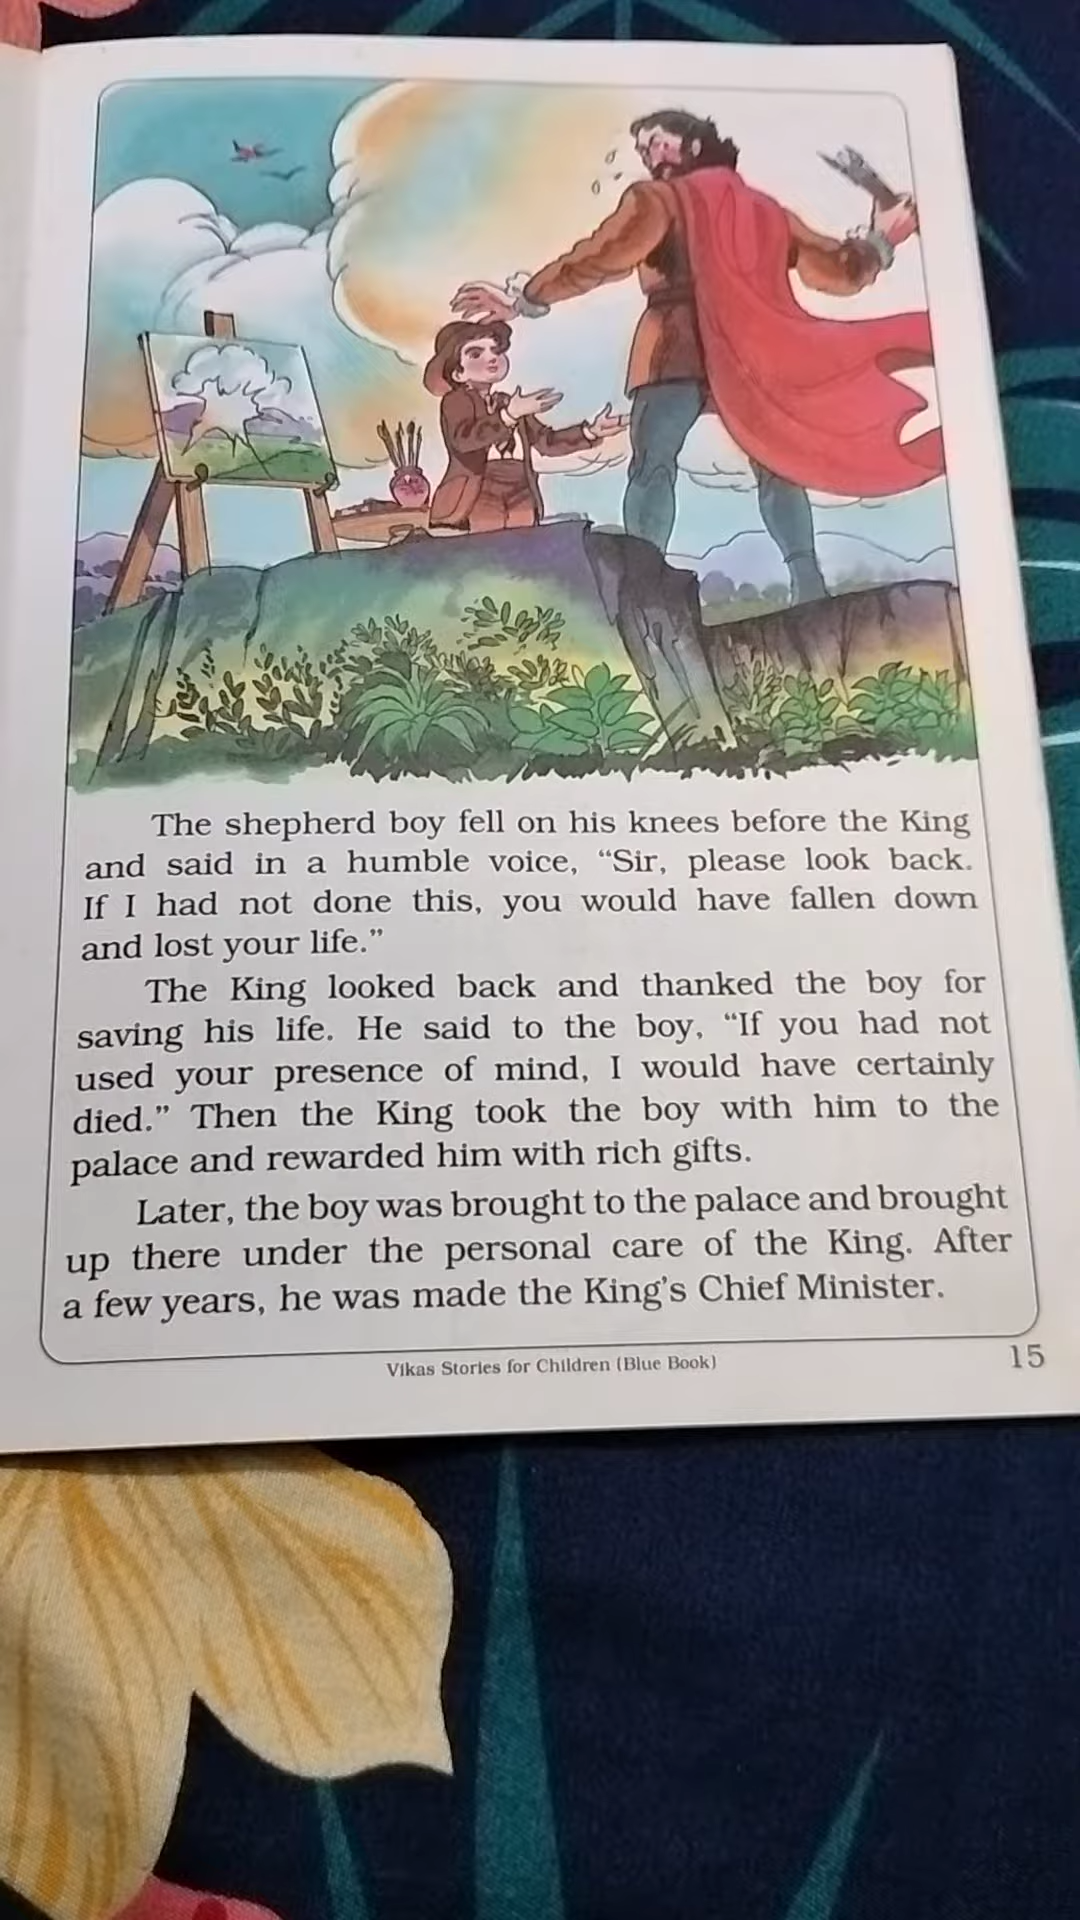 The shepherd boy fell on his knees before the King
and said in a humble voice, “Sir, please look back.
If I had not done this, you would have fallen down
and lost your life.”
The King looked back and thanked the boy for
saving his life. He said to the boy, “If you had not
used your presence of mind, I would have certainly
died.” Then the King took the boy with him to the
palace and rewarded him with rich gifts.
Later, the boy was brought to the palace and brought
up there under the personal care of the King. After
a few years, he was made the King’s Chief Minister.
Vikas Stories for Children (Blue Book)
15